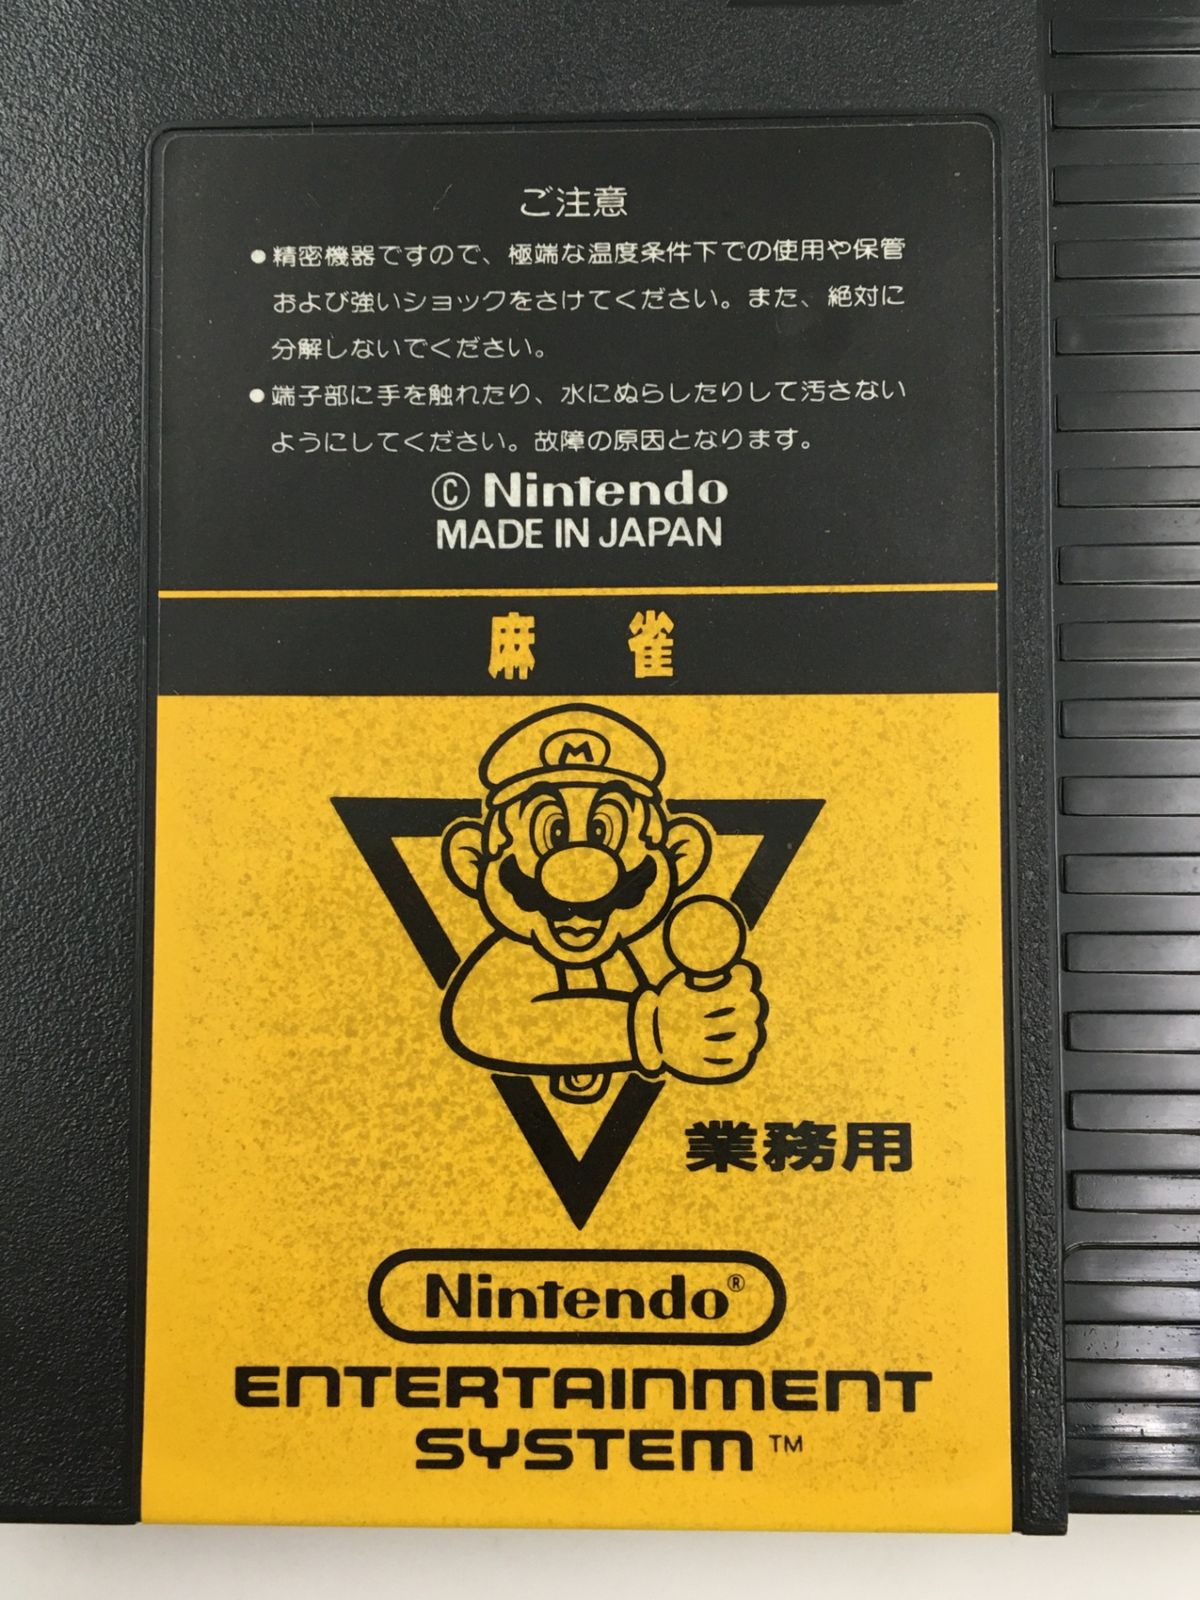 ご注意
●精密機器ですので、極端な温度条件下での使用や保管
および強いショックをさけてください。また、絶対に
分解しないでください。
●端子部に手を触れたり、水にぬらしたりして汚さない
ようにしてください。故障の原因となります。
© Nintendo
MADE IN JAPAN
麻雀
M
業務用
Nintendo®
ENTERTAINMENT
SYSTEM™